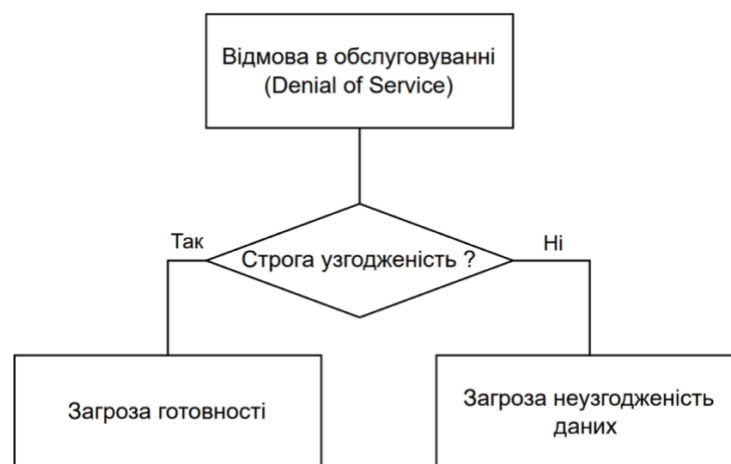 Відмова в обслуговуванні
(Denial of Service)
Так
Строга узгодженість ?
Ні
Загроза готовності
Загроза неузгодженість
даних